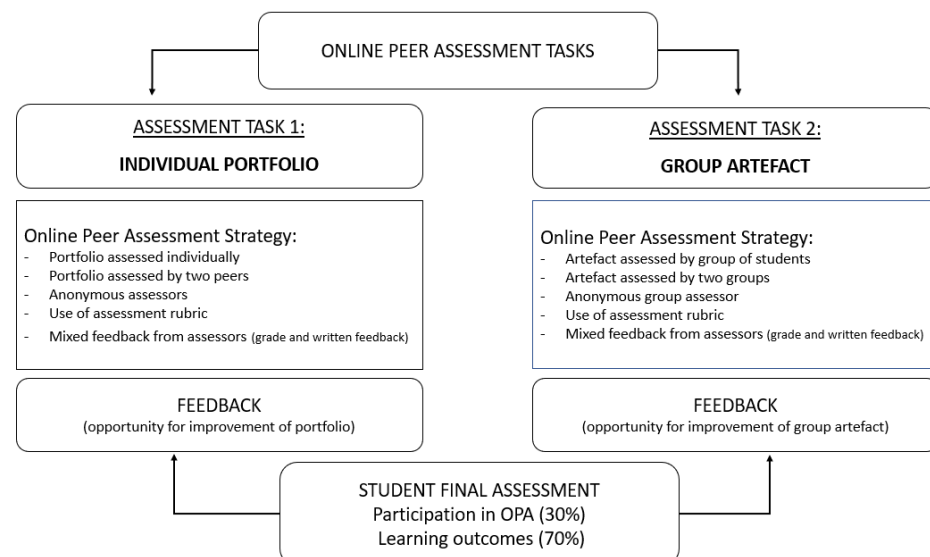 ONLINE PEER ASSESSMENT TASKS
ASSESSMENT TASK 1:
INDIVIDUAL PORTFOLIO
Online Peer Assessment Strategy:
- Portfolio assessed individually
- Portfolio assessed by two peers
- Anonymous assessors
- Use of assessment rubric
- Mixed feedback from assessors (grade and written feedback)
FEEDBACK
(opportunity for improvement of portfolio)
ASSESSMENT TASK 2:
GROUP ARTEFACT
Online Peer Assessment Strategy:
- Artefact assessed by group of students
- Artefact assessed by two groups
- Anonymous group assessor
- Use of assessment rubric
- Mixed feedback from assessors (grade and written feedback)
FEEDBACK
(opportunity for improvement of group artefact)
STUDENT FINAL ASSESSMENT
Participation in OPA (30%)
Learning outcomes (70%)